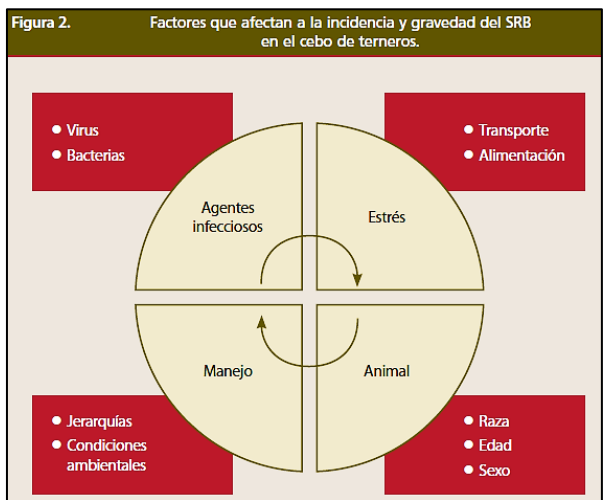 Figura 2.
Factores que afectan a la incidencia y gravedad del SRB
en el cebo de terneros.
● Virus
● Bacterias
● Transporte
● Alimentación
Agentes
infecciosos
Estrés
Manejo
Animal
● Jerarquías
● Condiciones
ambientales
● Raza
● Edad
● Sexo